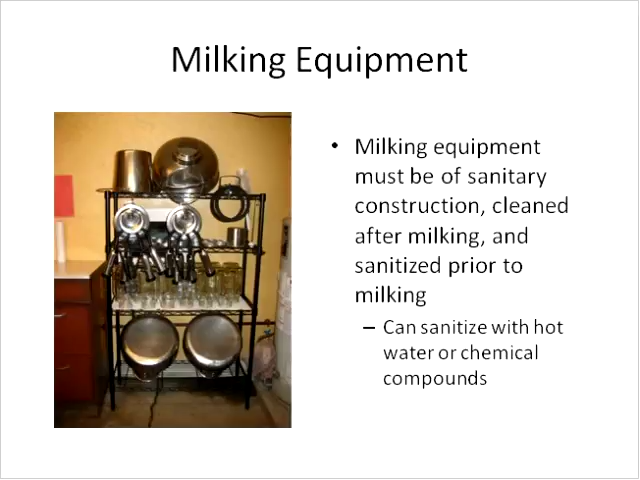 Milking Equipment
• Milking equipment
must be of sanitary
construction, cleaned
after milking, and
sanitized prior to
milking
– Can sanitize with hot
water or chemical
compounds